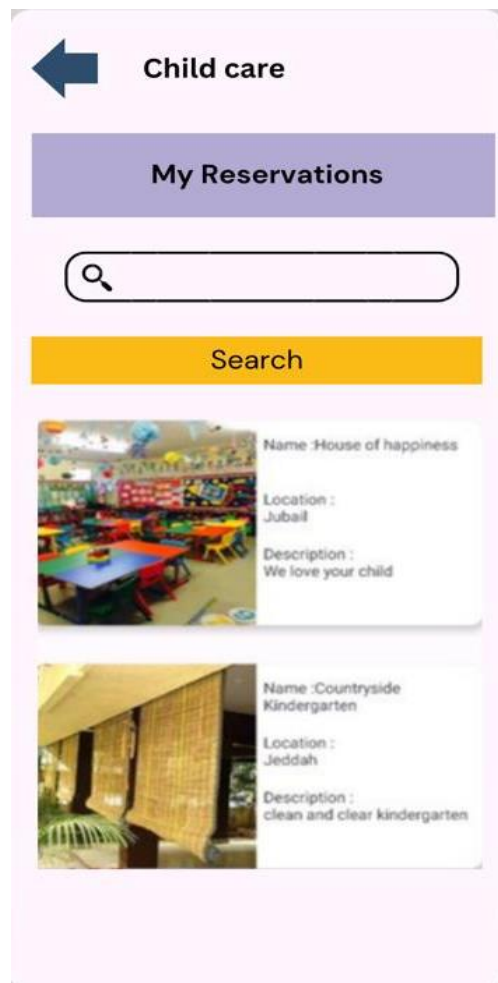 Child care
My Reservations
Search
Name :House of happiness
Location :
Jubail
Description :
We love your child
Name :Countryside
Kindergarten
Location :
Jeddah
Description :
clean and clear kindergarten